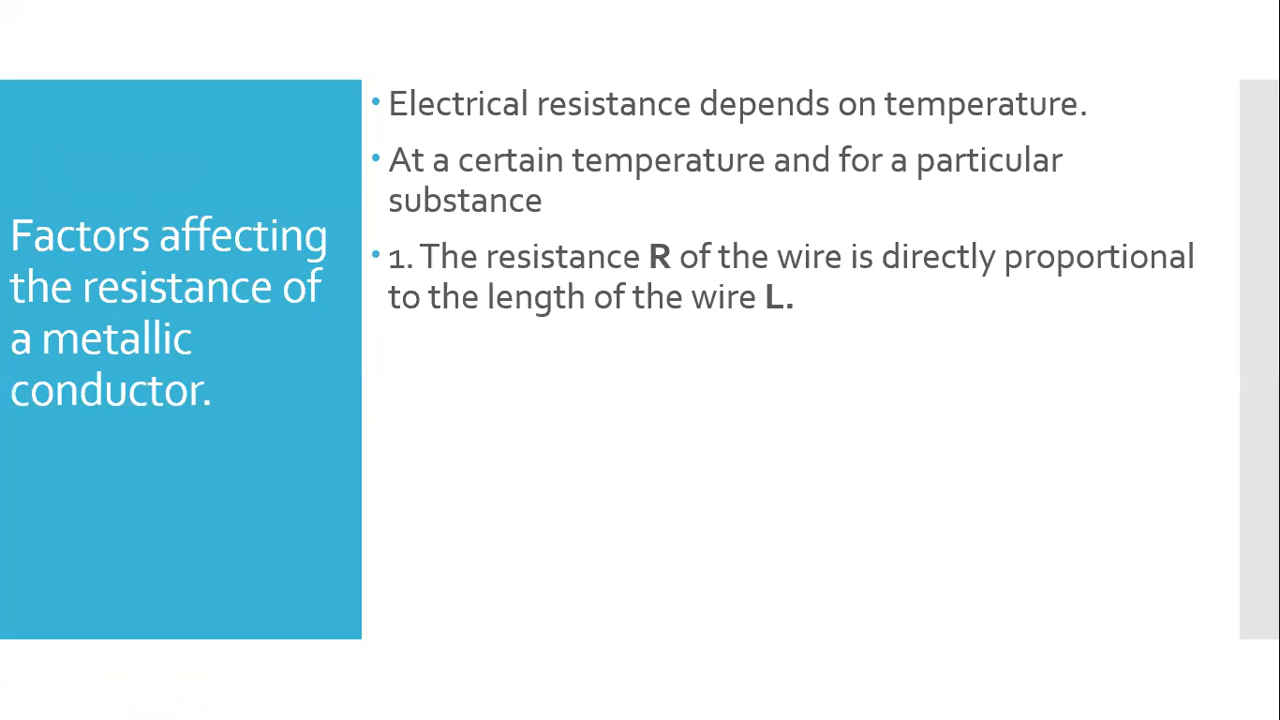 Factors affecting
the resistance of
a metallic
conductor.
• Electrical resistance depends on temperature.
• At a certain temperature and for a particular
substance
• 1. The resistance R of the wire is directly proportional
to the length of the wire L.